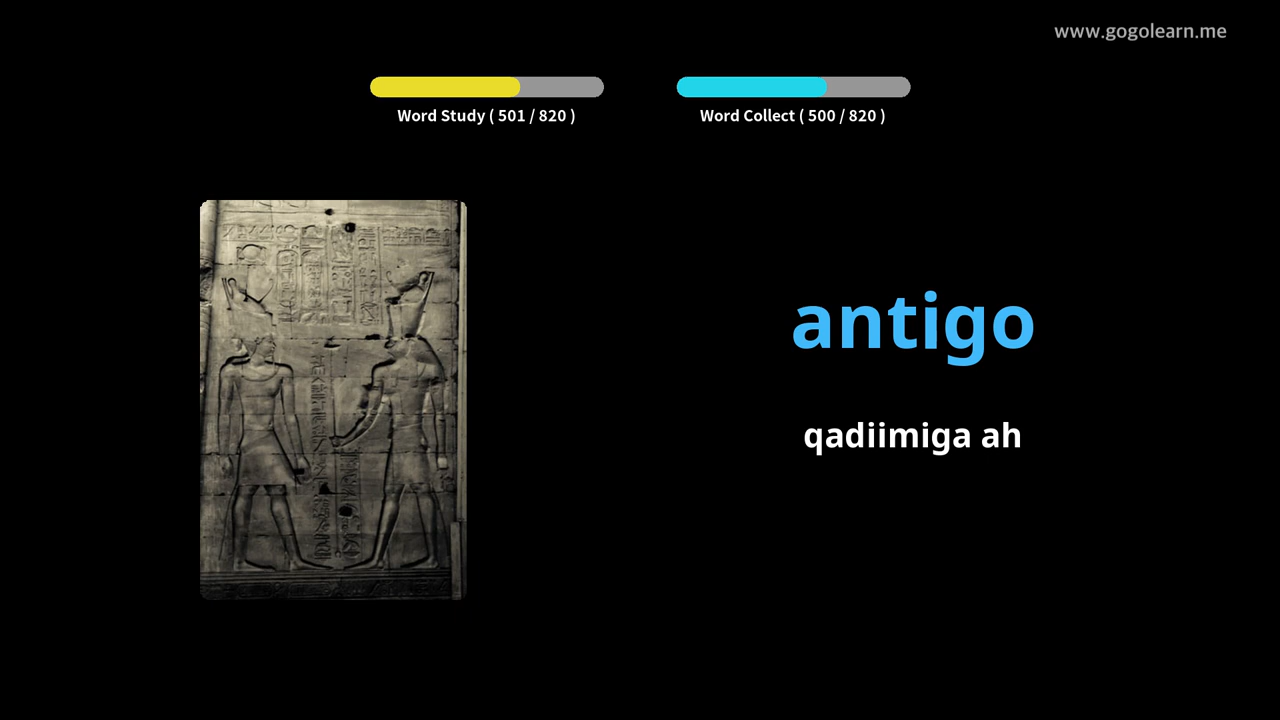 www.gogolearn.me
Word Study ( 501 / 820 )
Word Collect ( 500 / 820 )
antigo
qadiimiga ah